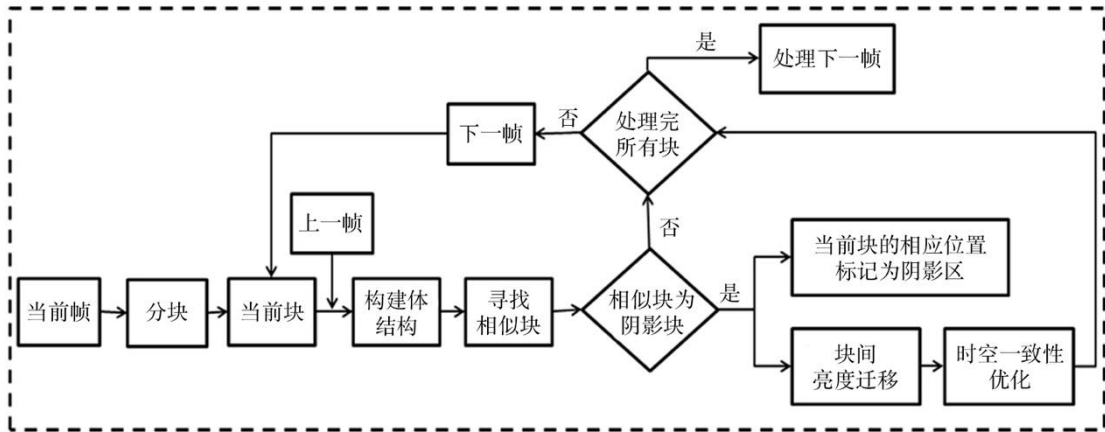 是
处理下一帧
下一帧
否
处理完
所有块
上一帧
否
当前块的相应位置
标记为阴影区
当前帧
分块
当前块
构建体
结构
寻找
相似块
相似块为
阴影块
是
块间
亮度迁移
时空一致性
优化